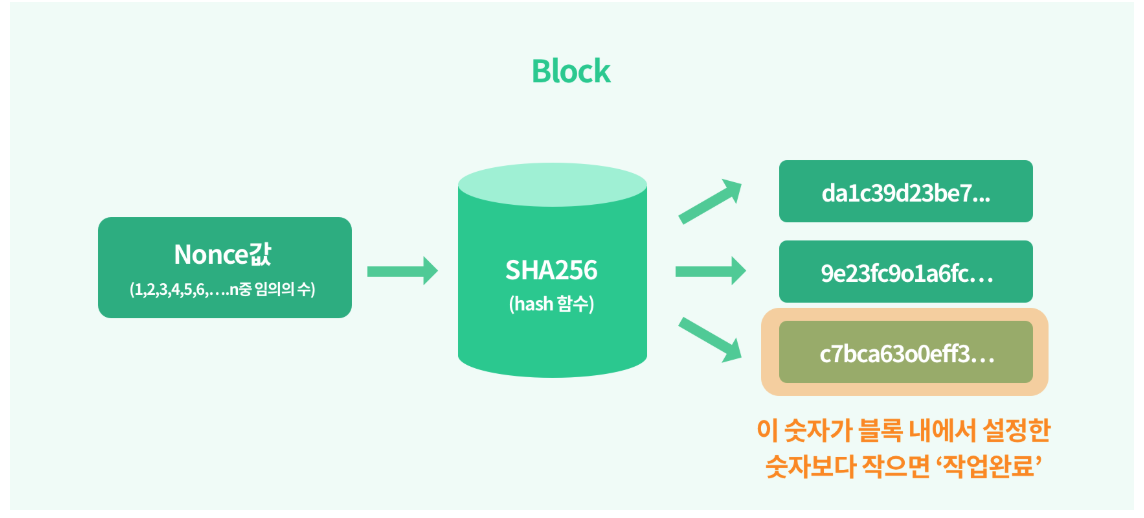 Block
Nonce값
(1,2,3,4,5,6,....n중 임의의 수)
SHA256
(hash 함수)
da1c39d23be7...
9e23fc9o1a6fc...
c7bca63o0eff3...
이 숫자가 블록 내에서 설정한
숫자보다 작으면 ‘작업완료’